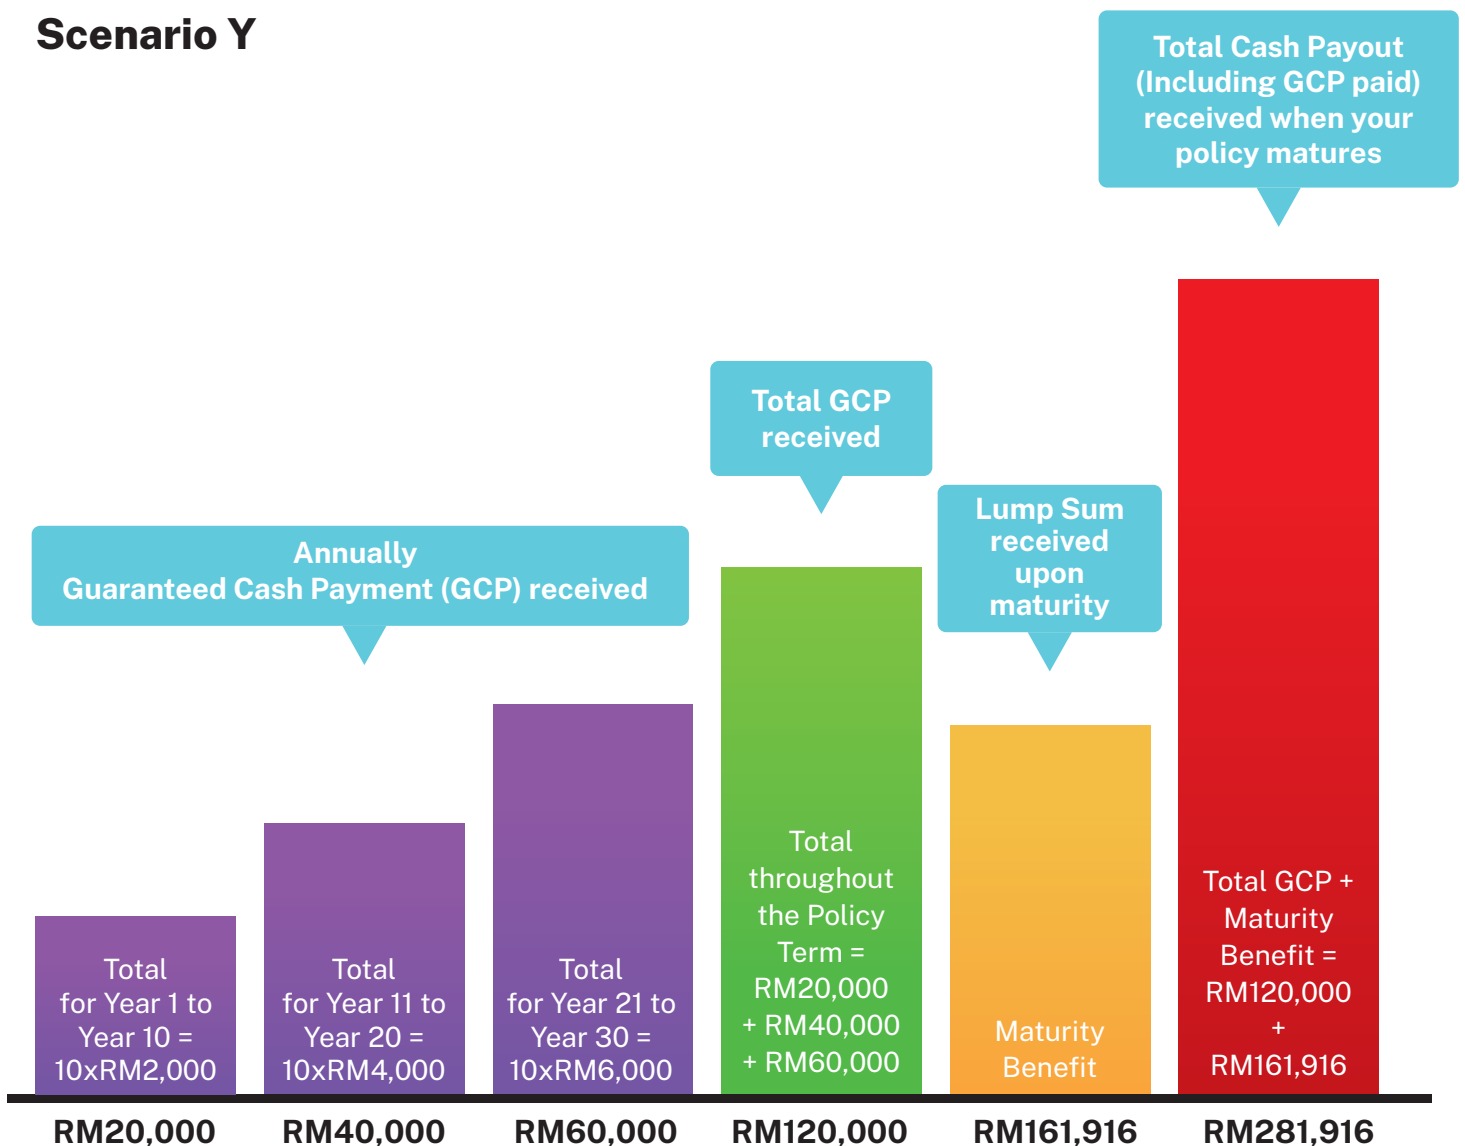 Scenario Y
Total Cash Payout
(Including GCP paid)
received when your
policy matures
Total GCP
received
Lump Sum
received
upon
maturity
Annually
Guaranteed Cash Payment (GCP) received
Total
for Year 1 to
Year 10 =
10xRM2,000
Total
for Year 11 to
Year 20 =
10xRM4,000
Total
for Year 21 to
Year 30 =
10xRM6,000
Total
throughout
the Policy
Term =
RM20,000
+ RM40,000
+ RM60,000
Maturity
Benefit
Total GCP +
Maturity
Benefit =
RM120,000
+
RM161,916
RM20,000
RM40,000
RM60,000
RM120,000
RM161,916
RM281,916